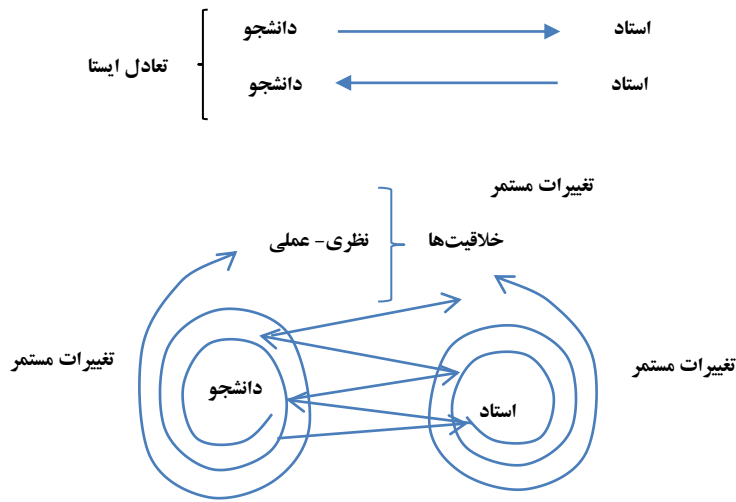 استاد دانشجو
تعادل ایستا
استاد دانشجو
تغییرات مستمر
خلاقیت‌ها نظری- عملی
تغییرات مستمر
تغییرات مستمر
دانشجو
استاد